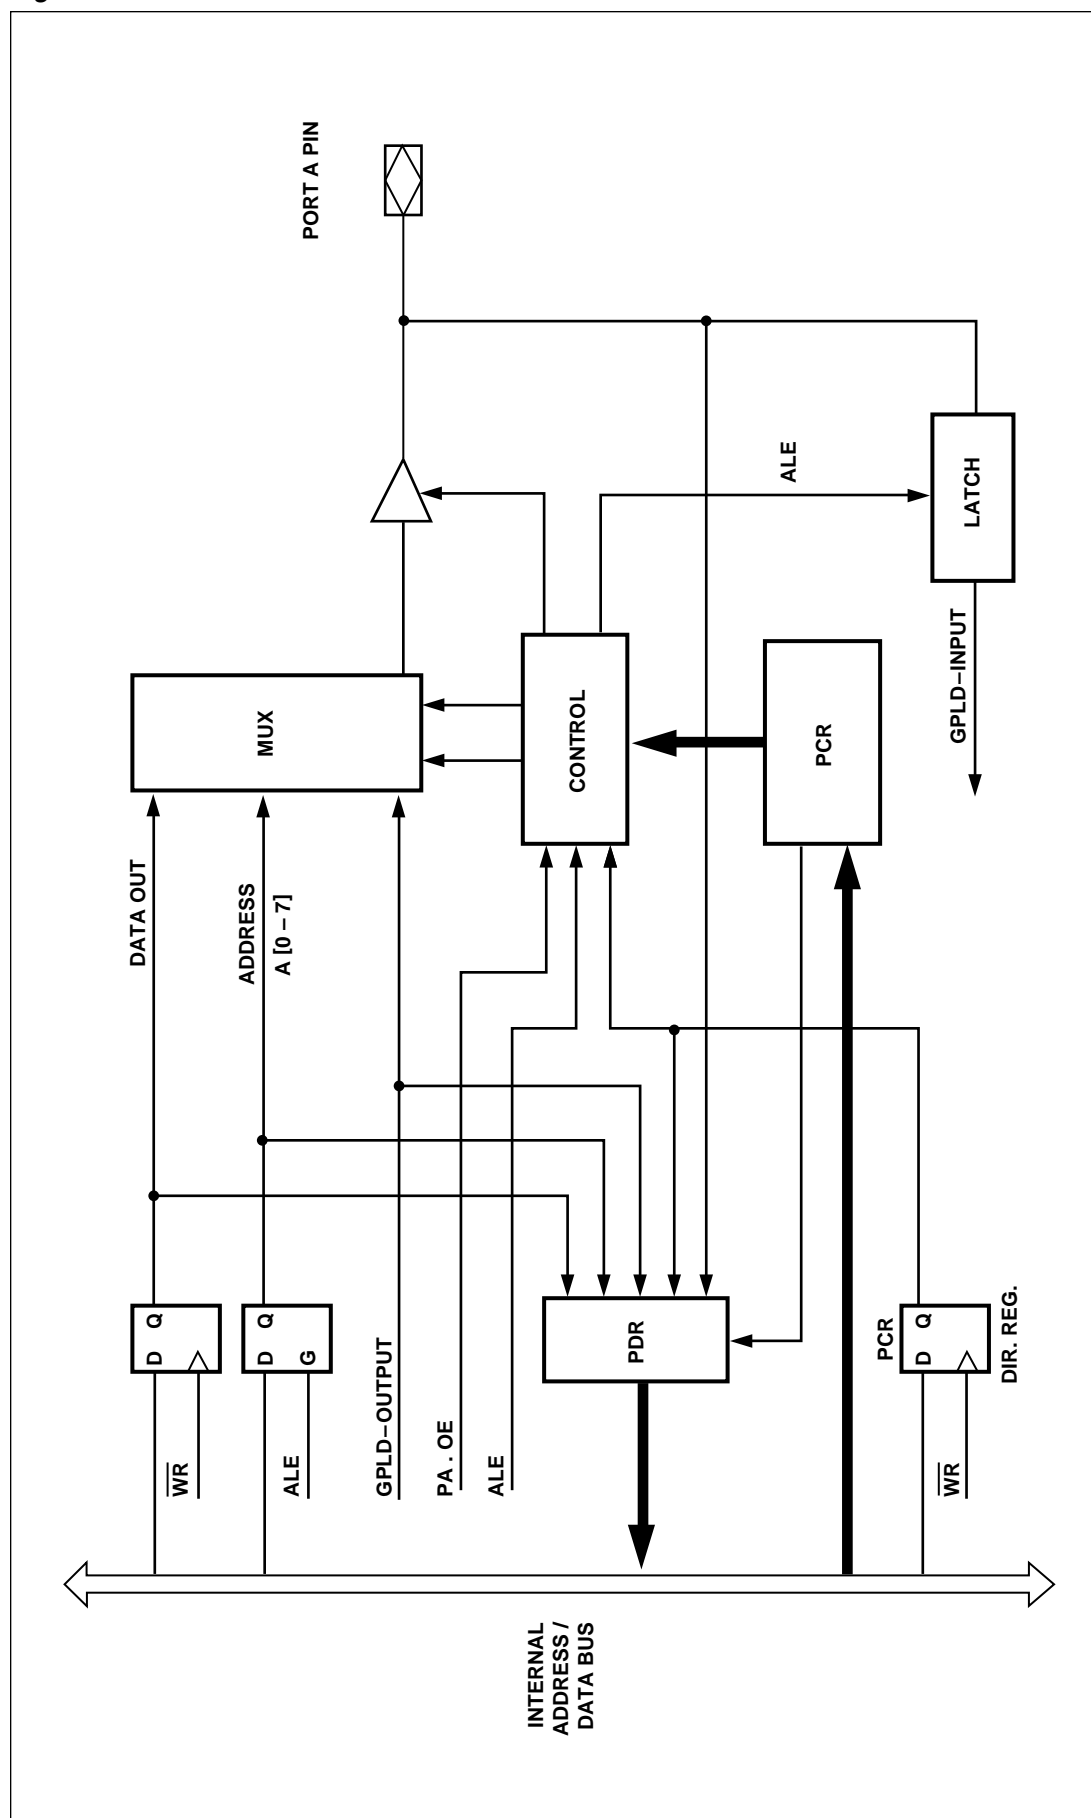 INTERNAL
ADDRESS /
DATA BUS
WR
D Q
DATA OUT
ALE
D Q
G
ADDRESS
A [0 – 7]
MUX
PORT A PIN
GPLD–OUTPUT
PA . OE
ALE
CONTROL
PDR
ALE
PCR
WR
PCR
D Q
DIR. REG.
GPLD–INPUT
LATCH